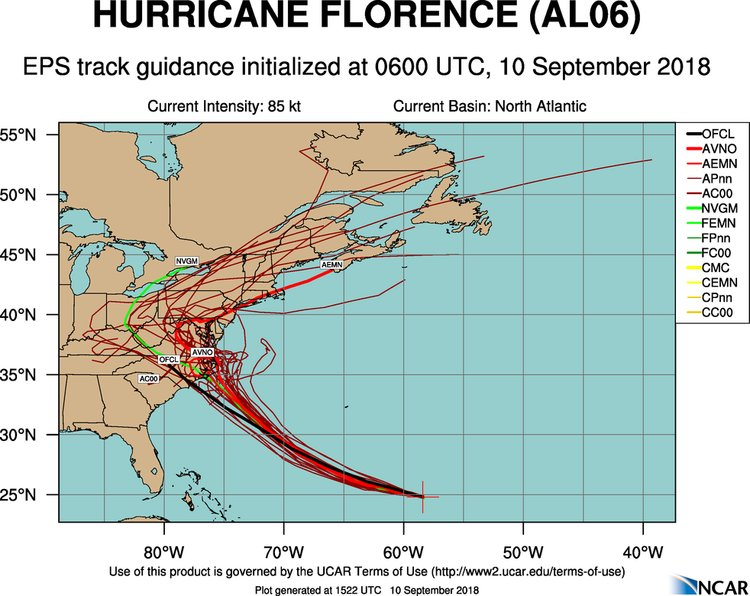 HURRICANE FLORENCE (AL06)
EPS track guidance initialized at 0600 UTC, 10 September 2018
Current Intensity: 85 kt
Current Basin: North Atlantic
55°N
50°N
45°N
40°N
35°N
30°N
25°N
NVGM
AEMN
AVNO
OFCL
AC00
OFCL
AVNO
AEMN
APnn
AC00
NVGM
FEMN
FPnn
FC00
CMC
CEMN
CPnn
CC00
80°W
70°W
60°W
50°W
40°W
Use of this product is governed by the UCAR Terms of Use (http://www2.ucar.edu/terms-of-use)
Plot generated at 1522 UTC 10 September 2018
NCAR